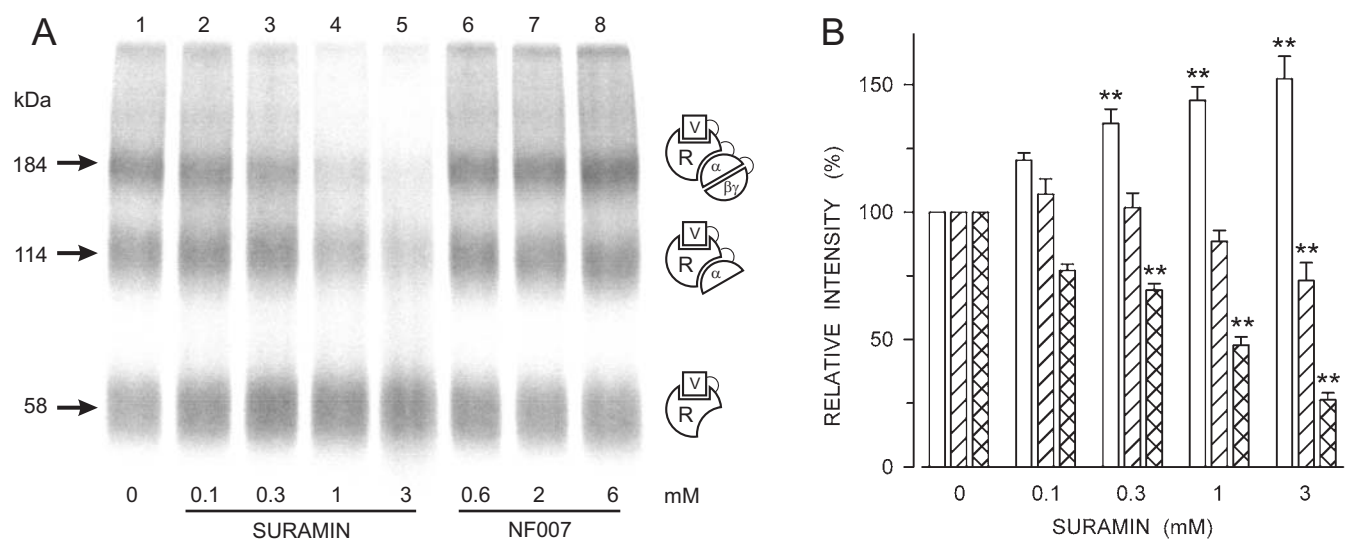 A
1 2 3 4 5 6 7 8
kDa
184
114
58
V
R
α
βγ
V
R
α
V
R
0 0.1 0.3 1 3 0.6 2 6 mM
SURAMIN NF007
B
RELATIVE INTENSITY (%)
150
100
50
0
** ** ** ** ** ** **
0 0.1 0.3 1 3
SURAMIN (mM)